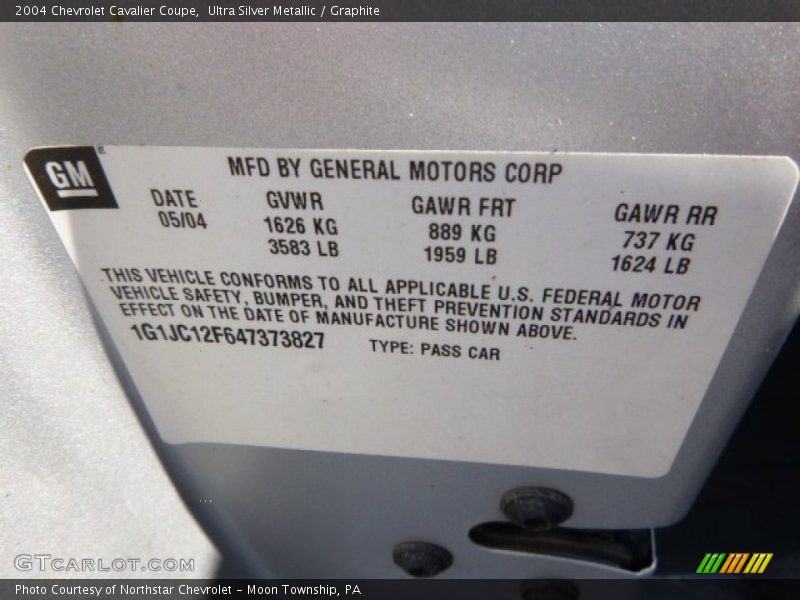 2004 Chevrolet Cavalier Coupe,  Ultra Silver Metallic / Graphite
GM
MFD BY GENERAL MOTORS CORP
DATE GVWR GAWR FRT GAWR RR
05/04 1626 KG 889 KG 737 KG
3583 LB 1959 LB 1624 LB
THIS VEHICLE CONFORMS TO ALL APPLICABLE U.S. FEDERAL MOTOR
VEHICLE SAFETY, BUMPER, AND THEFT PREVENTION STANDARDS IN
EFFECT ON THE DATE OF MANUFACTURE SHOWN ABOVE.
1G1JC12F647373827 TYPE: PASS CAR
GTCarlot.com
Photo Courtesy of Northstar Chevrolet - Moon Township, PA